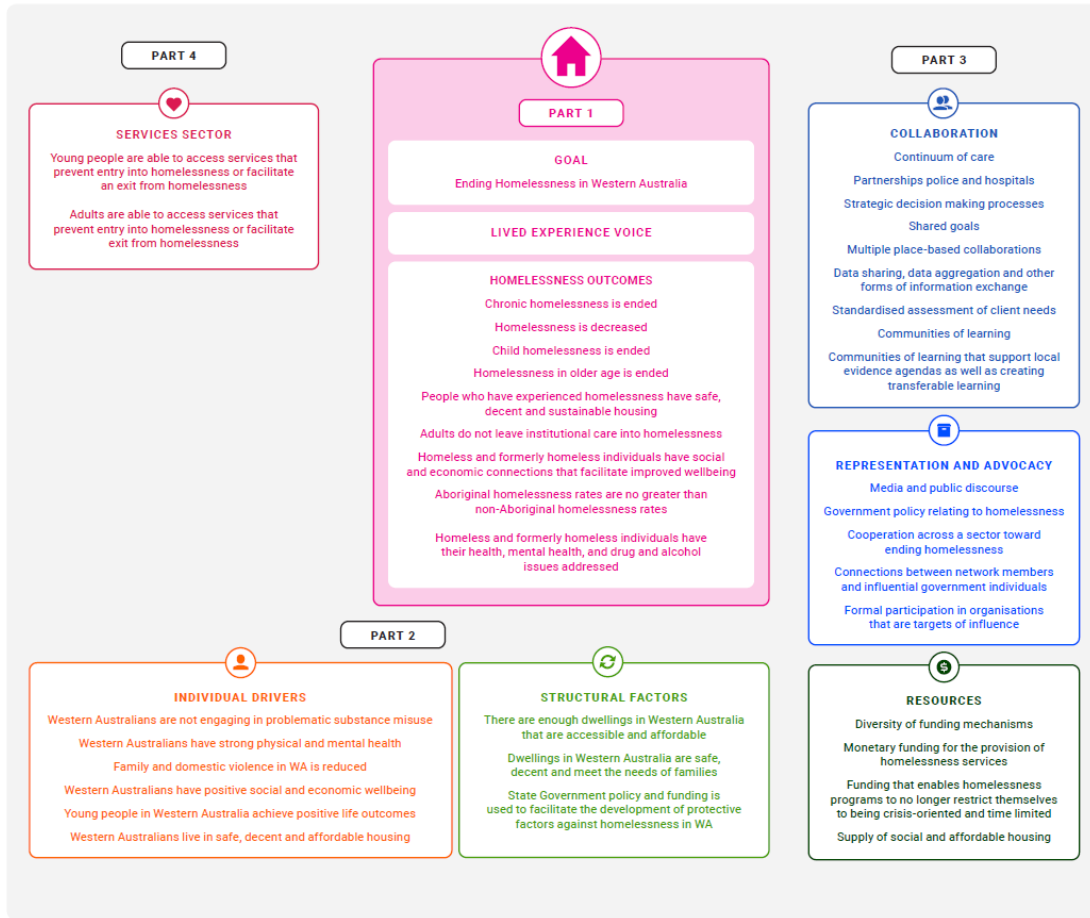 PART 4
SERVICES SECTOR
Young people are able to access services that
prevent entry into homelessness or facilitate
an exit from homelessness
Adults are able to access services that
prevent entry into homelessness or facilitate
exit from homelessness
PART 1
GOAL
Ending Homelessness in Western Australia
LIVED EXPERIENCE VOICE
HOMELESSNESS OUTCOMES
Chronic homelessness is ended
Homelessness is decreased
Child homelessness is ended
Homelessness in older age is ended
People who have experienced homelessness have safe,
decent and sustainable housing
Adults do not leave institutional care into homelessness
Homeless and formerly homeless individuals have social
and economic connections that facilitate improved wellbeing
Aboriginal homelessness rates are no greater than
non-Aboriginal homelessness rates
Homeless and formerly homeless individuals have
their health, mental health, and drug and alcohol
issues addressed
PART 3
COLLABORATION
Continuum of care
Partnerships police and hospitals
Strategic decision making processes
Shared goals
Multiple place-based collaborations
Data sharing, data aggregation and other
forms of information exchange
Standardised assessment of client needs
Communities of learning
Communities of learning that support local
evidence agendas as well as creating
transferable learning
REPRESENTATION AND ADVOCACY
Media and public discourse
Government policy relating to homelessness
Cooperation across a sector toward
ending homelessness
Connections between network members
and influential government individuals
Formal participation in organisations
that are targets of influence
RESOURCES
Diversity of funding mechanisms
Monetary funding for the provision of
homelessness services
Funding that enables homelessness
programs to no longer restrict themselves
to being crisis-oriented and time limited
Supply of social and affordable housing
PART 2
INDIVIDUAL DRIVERS
Western Australians are not engaging in problematic substance misuse
Western Australians have strong physical and mental health
Family and domestic violence in WA is reduced
Western Australians have positive social and economic wellbeing
Young people in Western Australia achieve positive life outcomes
Western Australians live in safe, decent and affordable housing
STRUCTURAL FACTORS
There are enough dwellings in Western Australia
that are accessible and affordable
Dwellings in Western Australia are safe,
decent and meet the needs of families
State Government policy and funding is
used to facilitate the development of protective
factors against homelessness in WA